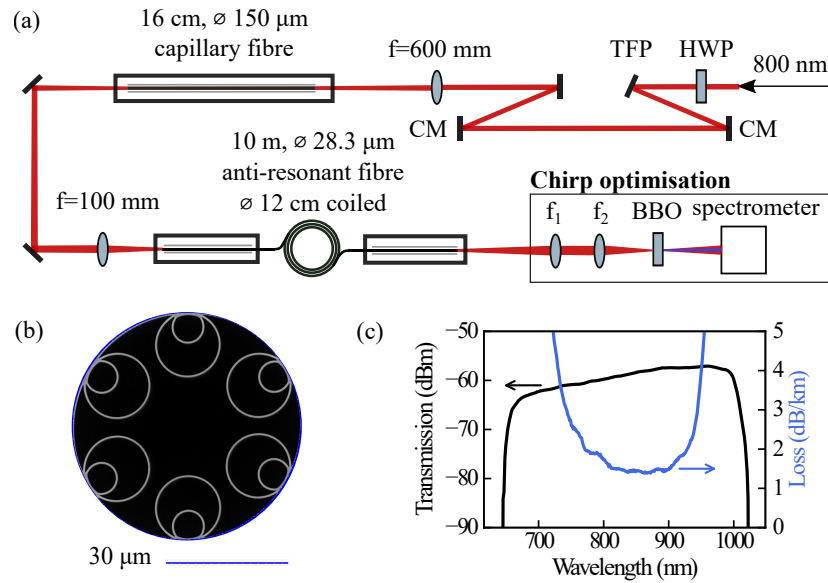 (a)
16 cm, ⌀ 150 μm
capillary fibre
f=600 mm
TFP
HWP
800 nm
CM
CM
10 m, ⌀ 28.3 μm
anti-resonant fibre
⌀ 12 cm coiled
f=100 mm
Chirp optimisation
f₁
f₂
BBO
spectrometer
(b)
30 μm
(c)
Transmission (dBm)
−50
−60
−70
−80
−90
700
800
900
1000
Wavelength (nm)
5
4
3
2
1
0
Loss (dB/km)